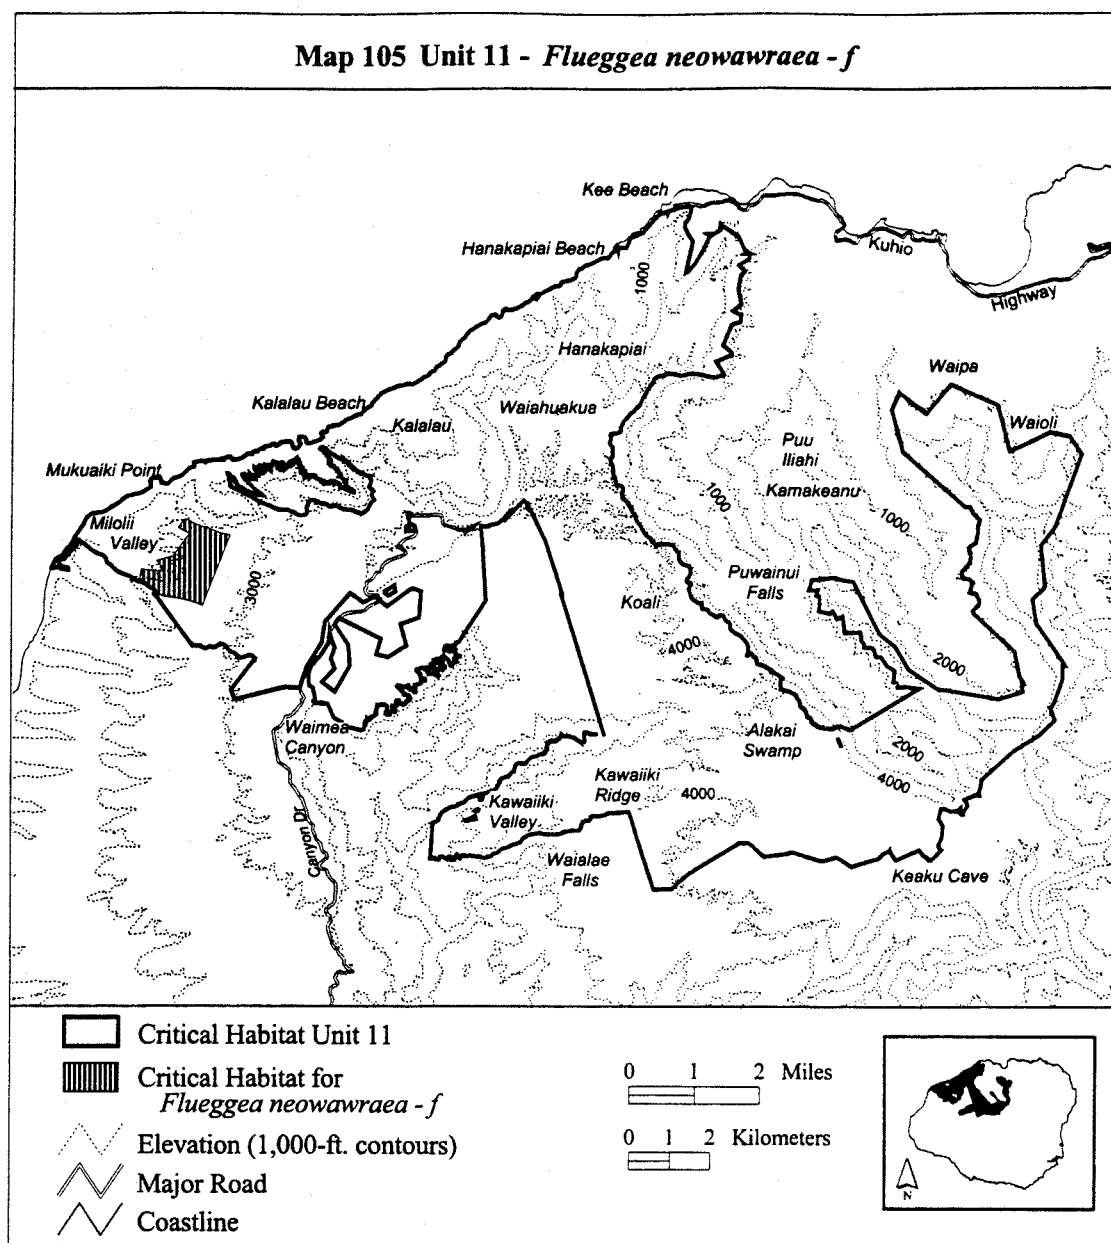 Map 105 Unit 11 - Flueggea neowawraea - f
Kee Beach
Hanakapiai Beach
Kuhio
Highway
1000
Hanakapiai
Waipa
Kalalau Beach
Waiahuakua
Kalalau
Waioli
Puu
Iliahi
Mukuaiki Point
Kamakeanu
1000
1000
Milolii
Valley
Puwainui
Falls
3000
Koali
4000
2000
Waimea
Canyon
Alakai
Swamp
2000
4000
Kawaiiki
Ridge
4000
Kawaiiki
Valley
Canyon Dr
Waialae
Falls
Keaku Cave
Critical Habitat Unit 11
Critical Habitat for
Flueggea neowawraea - f
Elevation (1,000-ft. contours)
Major Road
Coastline
0 1 2 Miles
0 1 2 Kilometers
N